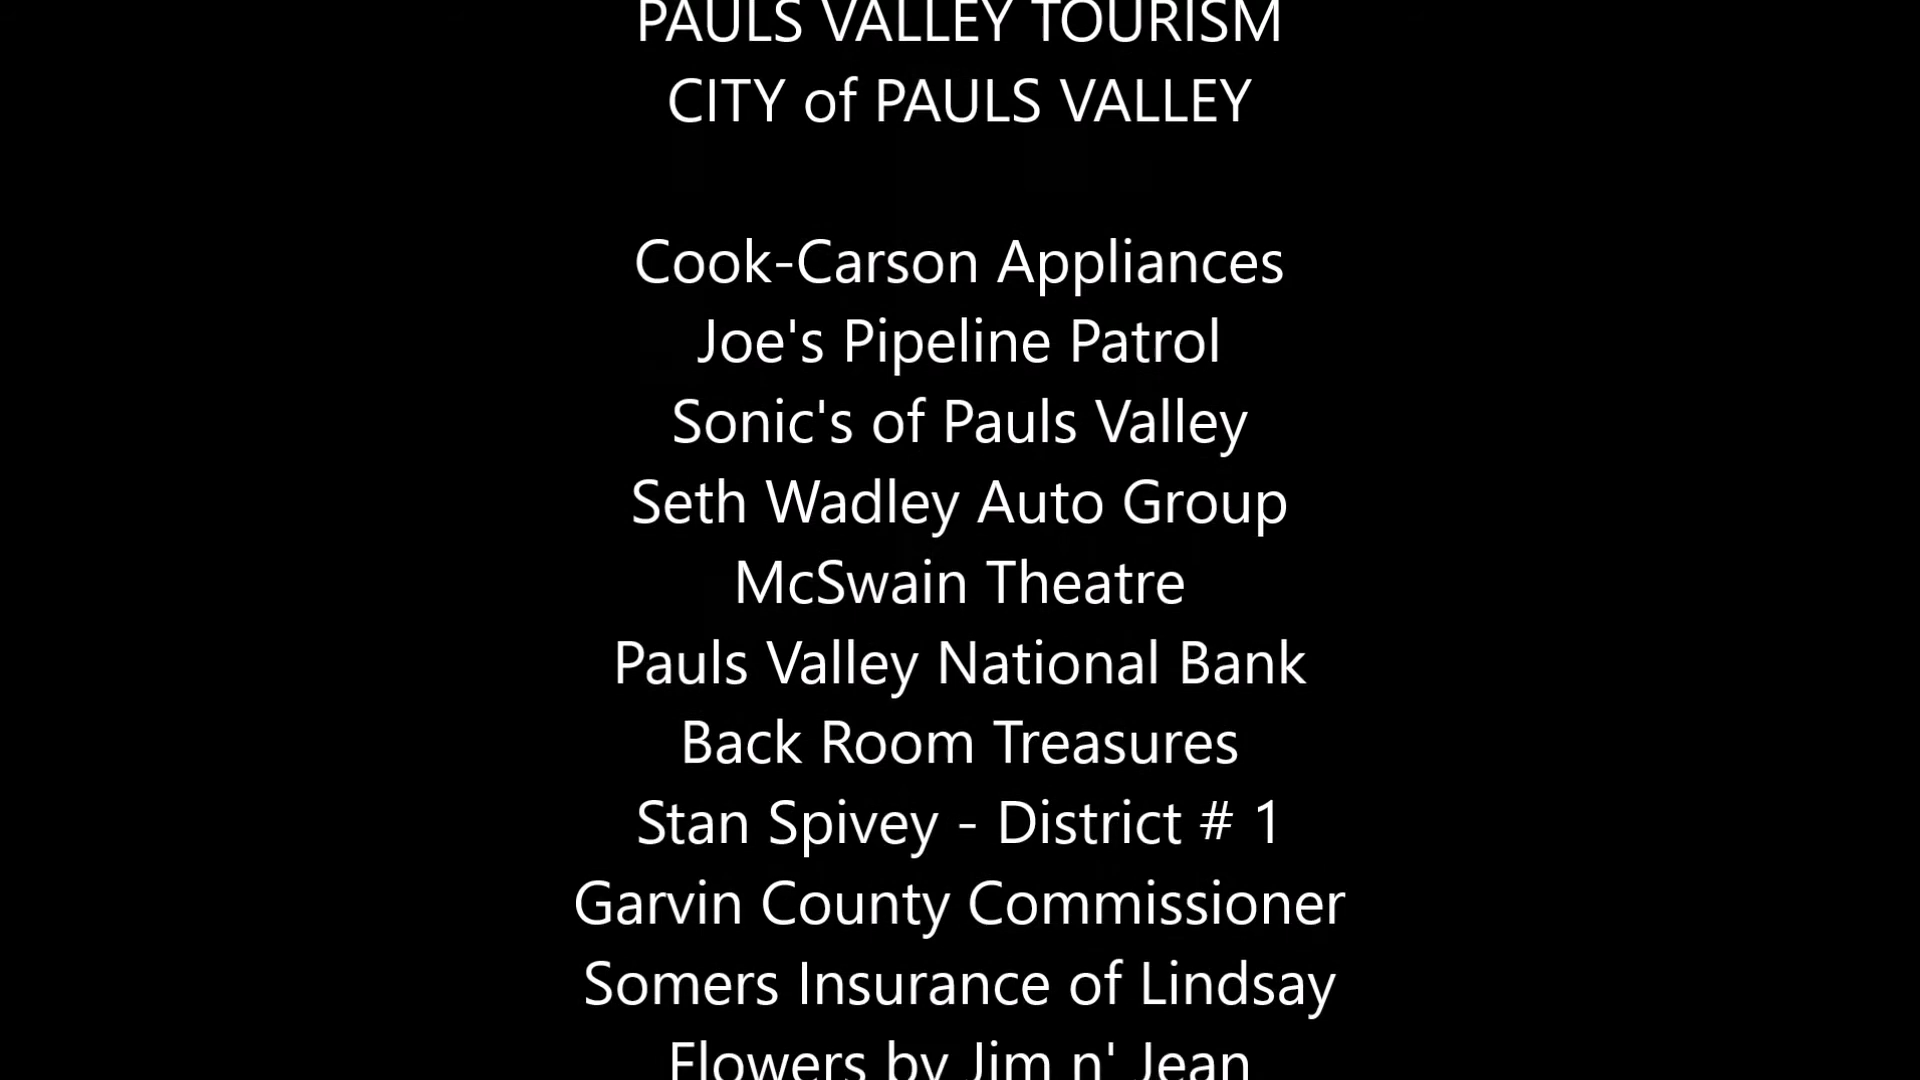 PAULS VALLEY TOURISM
CITY of PAULS VALLEY
Cook-Carson Appliances
Joe's Pipeline Patrol
Sonic's of Pauls Valley
Seth Wadley Auto Group
McSwain Theatre
Pauls Valley National Bank
Back Room Treasures
Stan Spivey - District # 1
Garvin County Commissioner
Somers Insurance of Lindsay
Flowers by Jim n' Jean